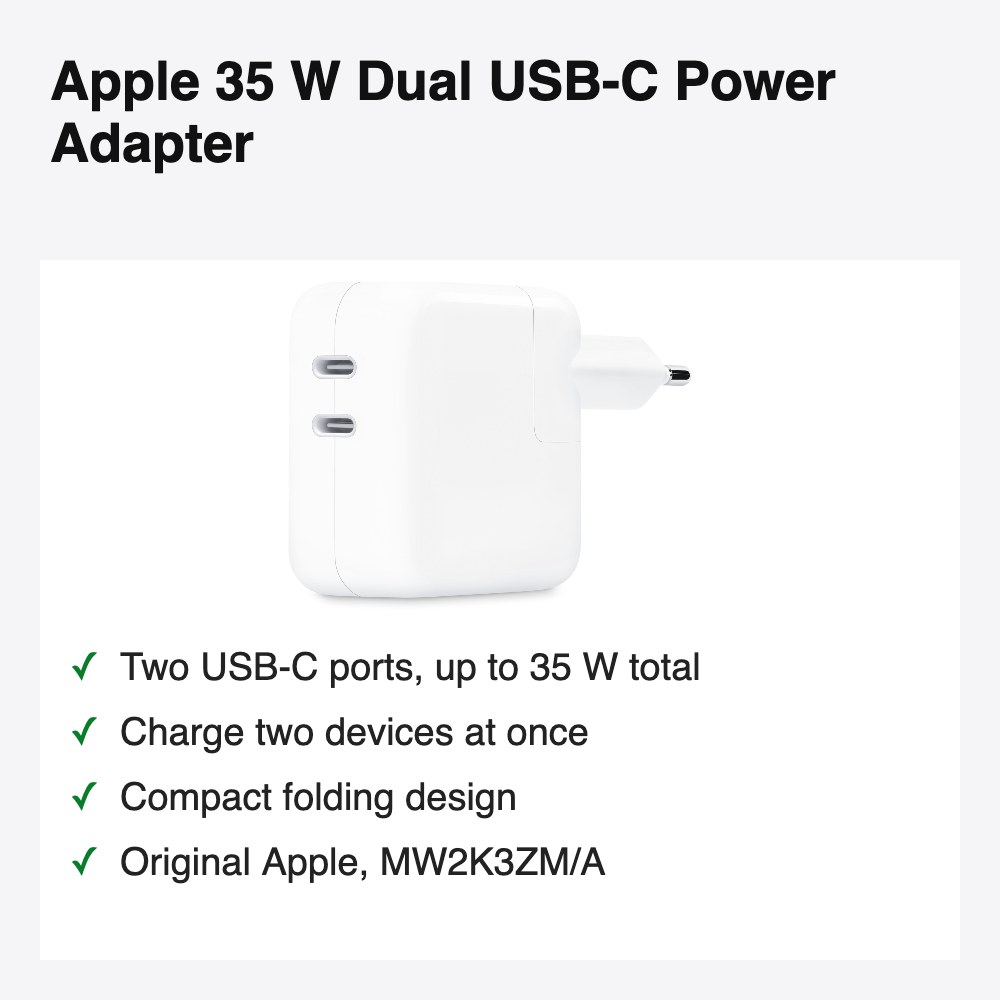 Apple 35 W Dual USB-C Power
Adapter
✓ Two USB-C ports, up to 35 W total
✓ Charge two devices at once
✓ Compact folding design
✓ Original Apple, MW2K3ZM/A